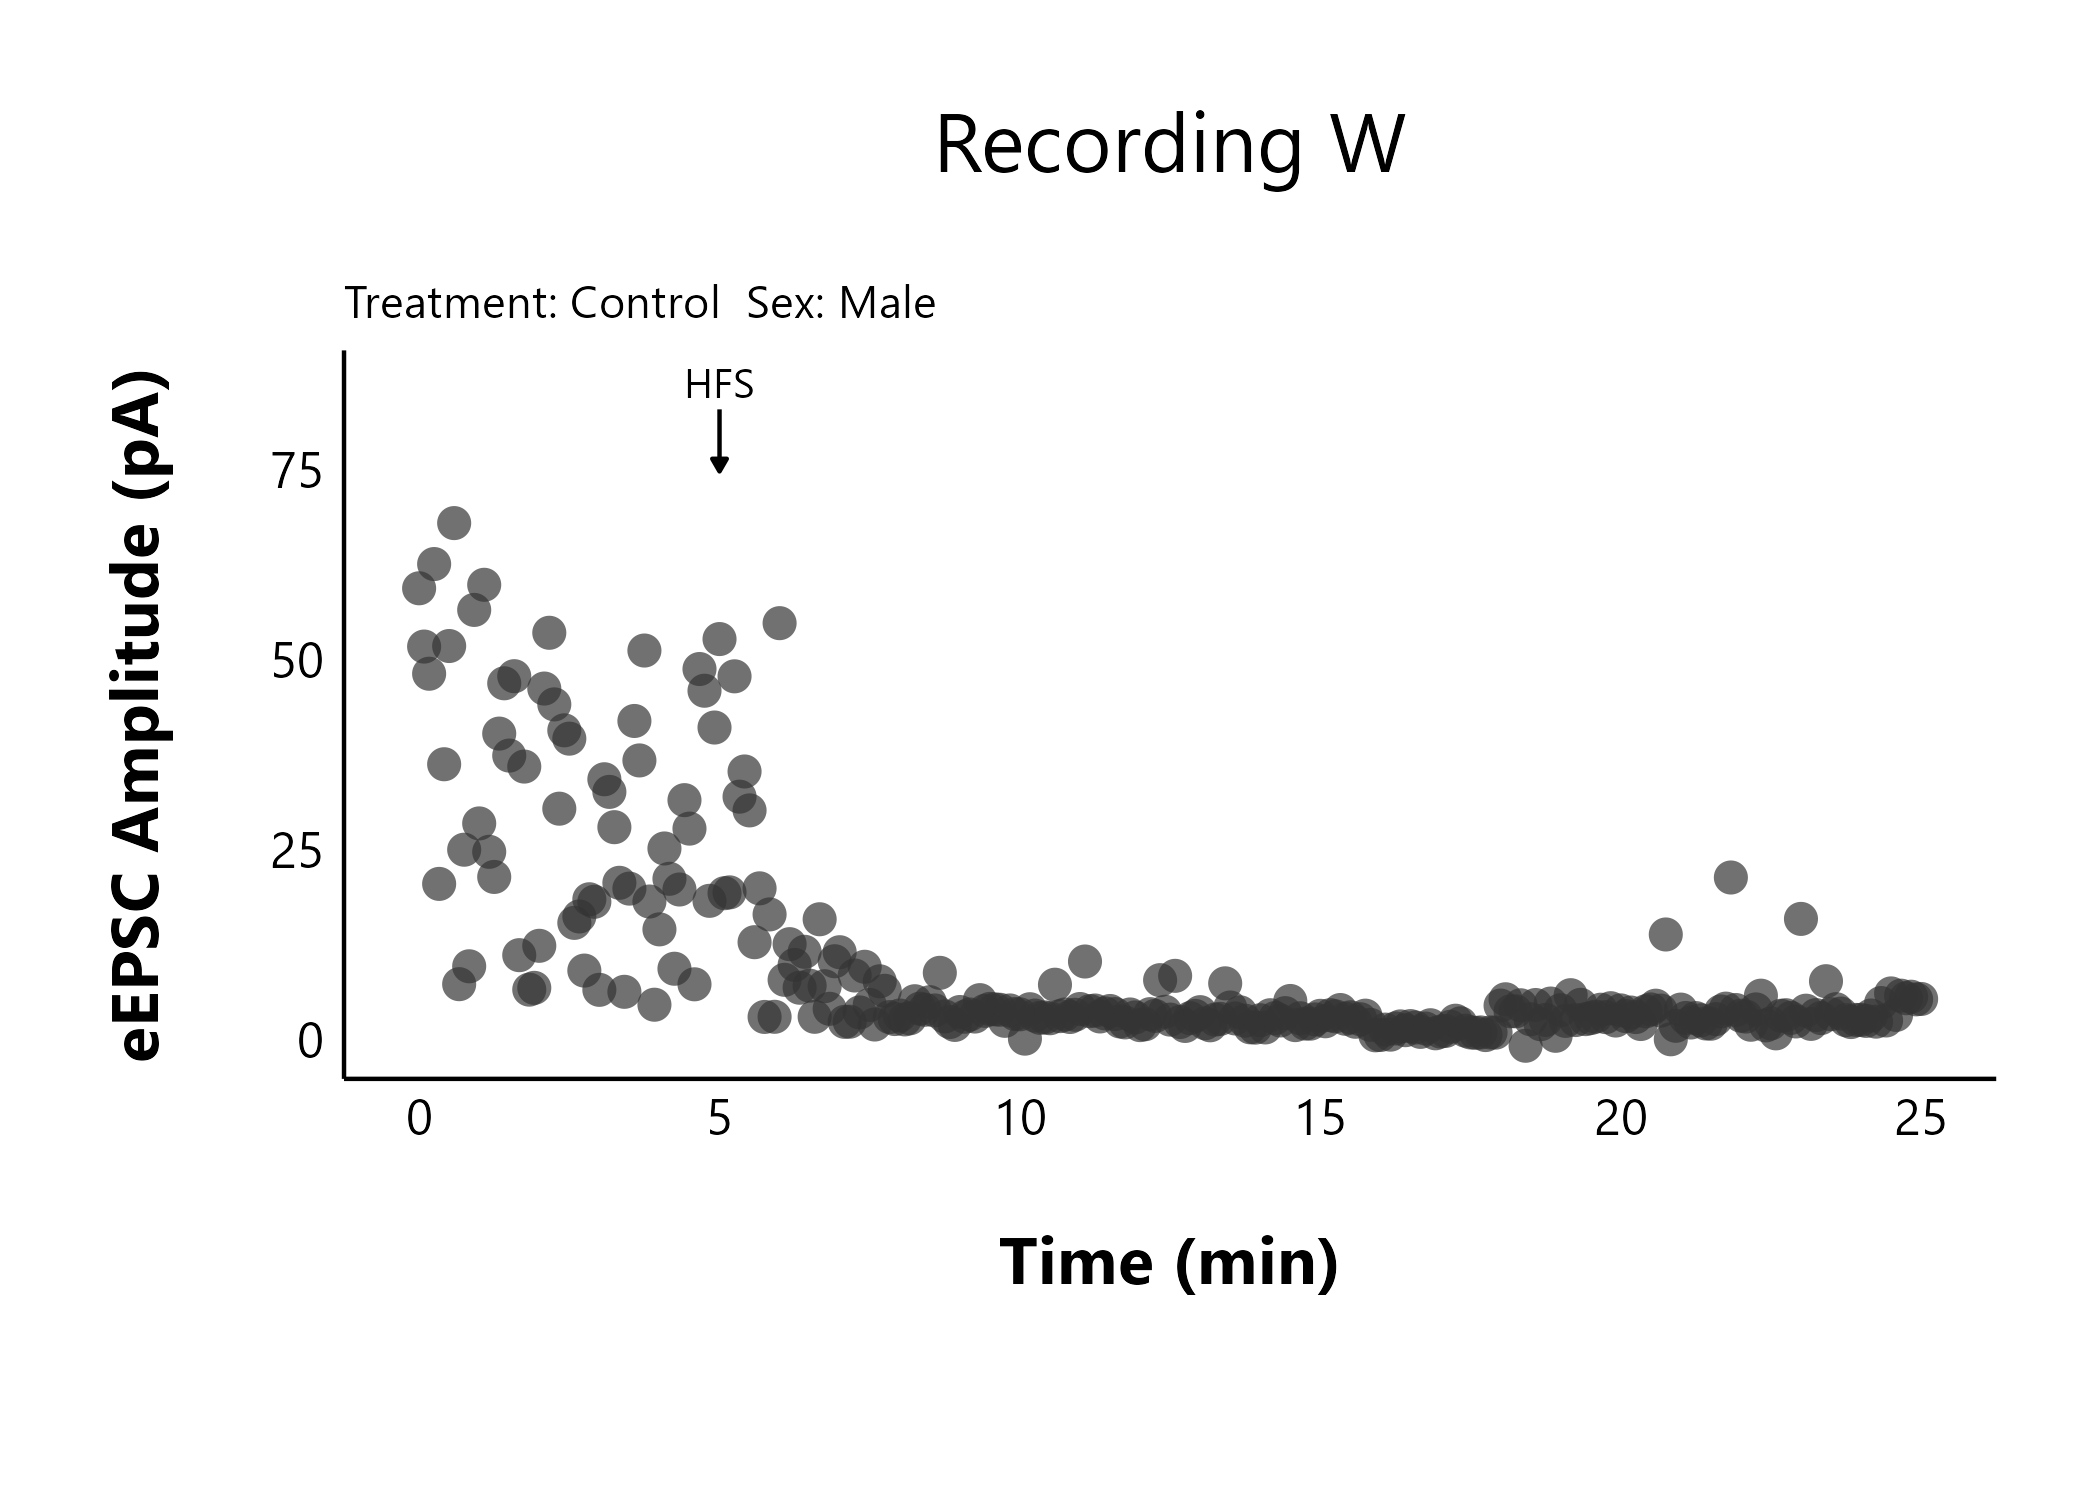 Recording W
Treatment: Control  Sex: Male
HFS
eEPSC Amplitude (pA)
75
50
25
0
0 5 10 15 20 25
Time (min)